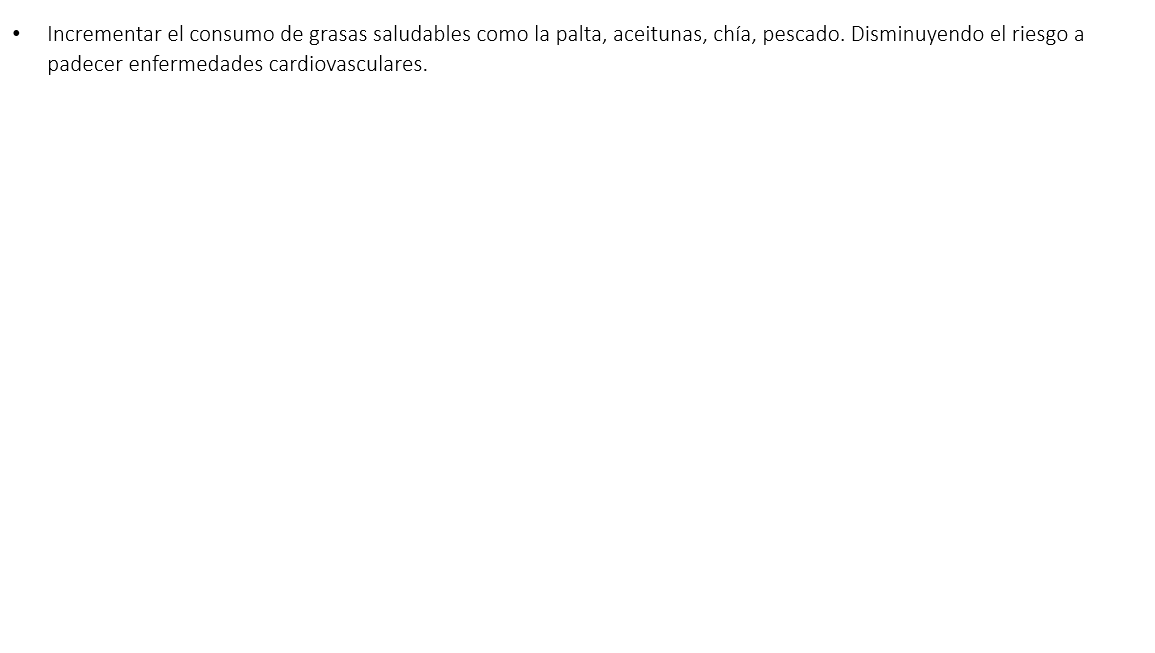 • Incrementar el consumo de grasas saludables como la palta, aceitunas, chía, pescado. Disminuyendo el riesgo a
padecer enfermedades cardiovasculares.